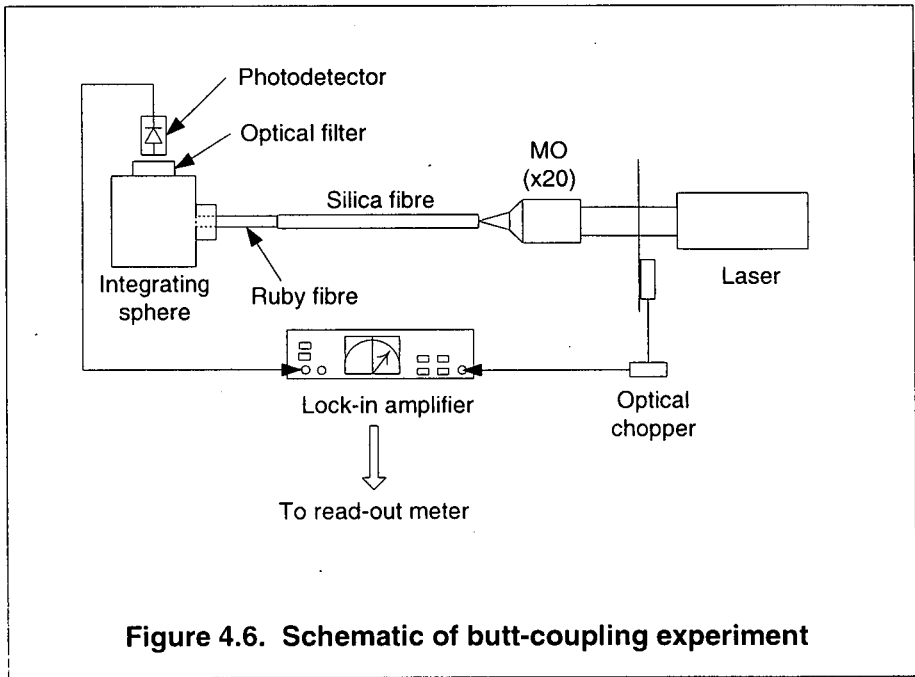 Photodetector
Optical filter
MO
(x20)
Silica fibre
Laser
Integrating
sphere
Ruby fibre
Lock-in amplifier
Optical
chopper
To read-out meter
Figure 4.6. Schematic of butt-coupling experiment